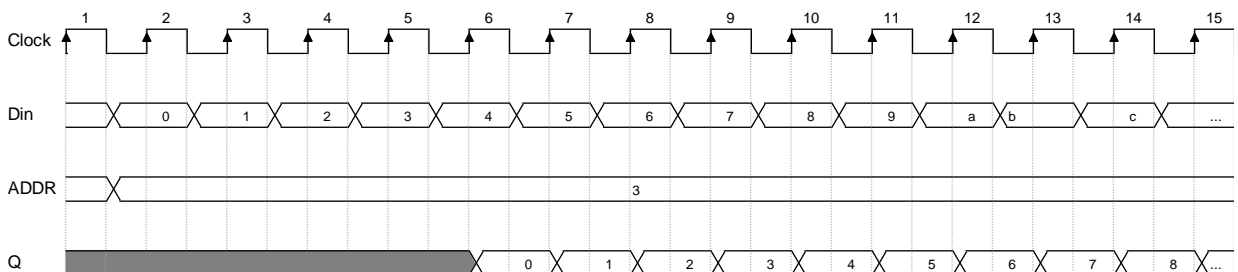 1 2 3 4 5 6 7 8 9 10 11 12 13 14 15
Clock
Din 0 1 2 3 4 5 6 7 8 9 a b c ...
ADDR 3
Q 0 1 2 3 4 5 6 7 8 ...